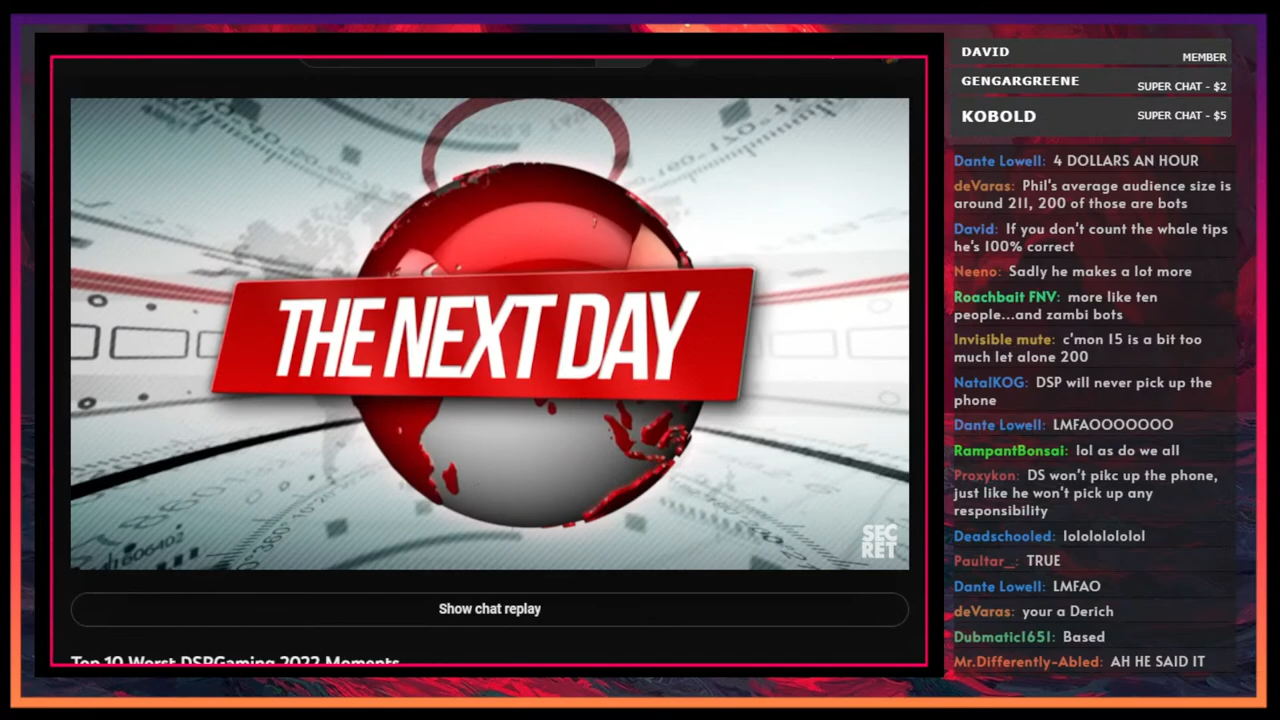 THE NEXT DAY
SEC
RET
Show chat replay
Top 10 Worst DSPGaming 2022 Moments
DAVID
MEMBER
GENGARGREENE
SUPER CHAT - $2
KOBOLD
SUPER CHAT - $5
Dante Lowell: 4 DOLLARS AN HOUR
deVaras: Phil's average audience size is
around 211, 200 of those are bots
David: If you don't count the whale tips
he's 100% correct
Neeno: Sadly he makes a lot more
Roachbait FNV: more like ten
people...and zambi bots
Invisible mute: c'mon 15 is a bit too
much let alone 200
NatalKOG: DSP will never pick up the
phone
Dante Lowell: LMFAOOOOOOO
RampantBonsai: lol as do we all
Proxykon: DS won't pikc up the phone,
just like he won't pick up any
responsibility
Deadschooled: lolololololol
Paultar_: TRUE
Dante Lowell: LMFAO
deVaras: your a Derich
Dubmatic1651: Based
Mr.Differently-Abled: AH HE SAID IT